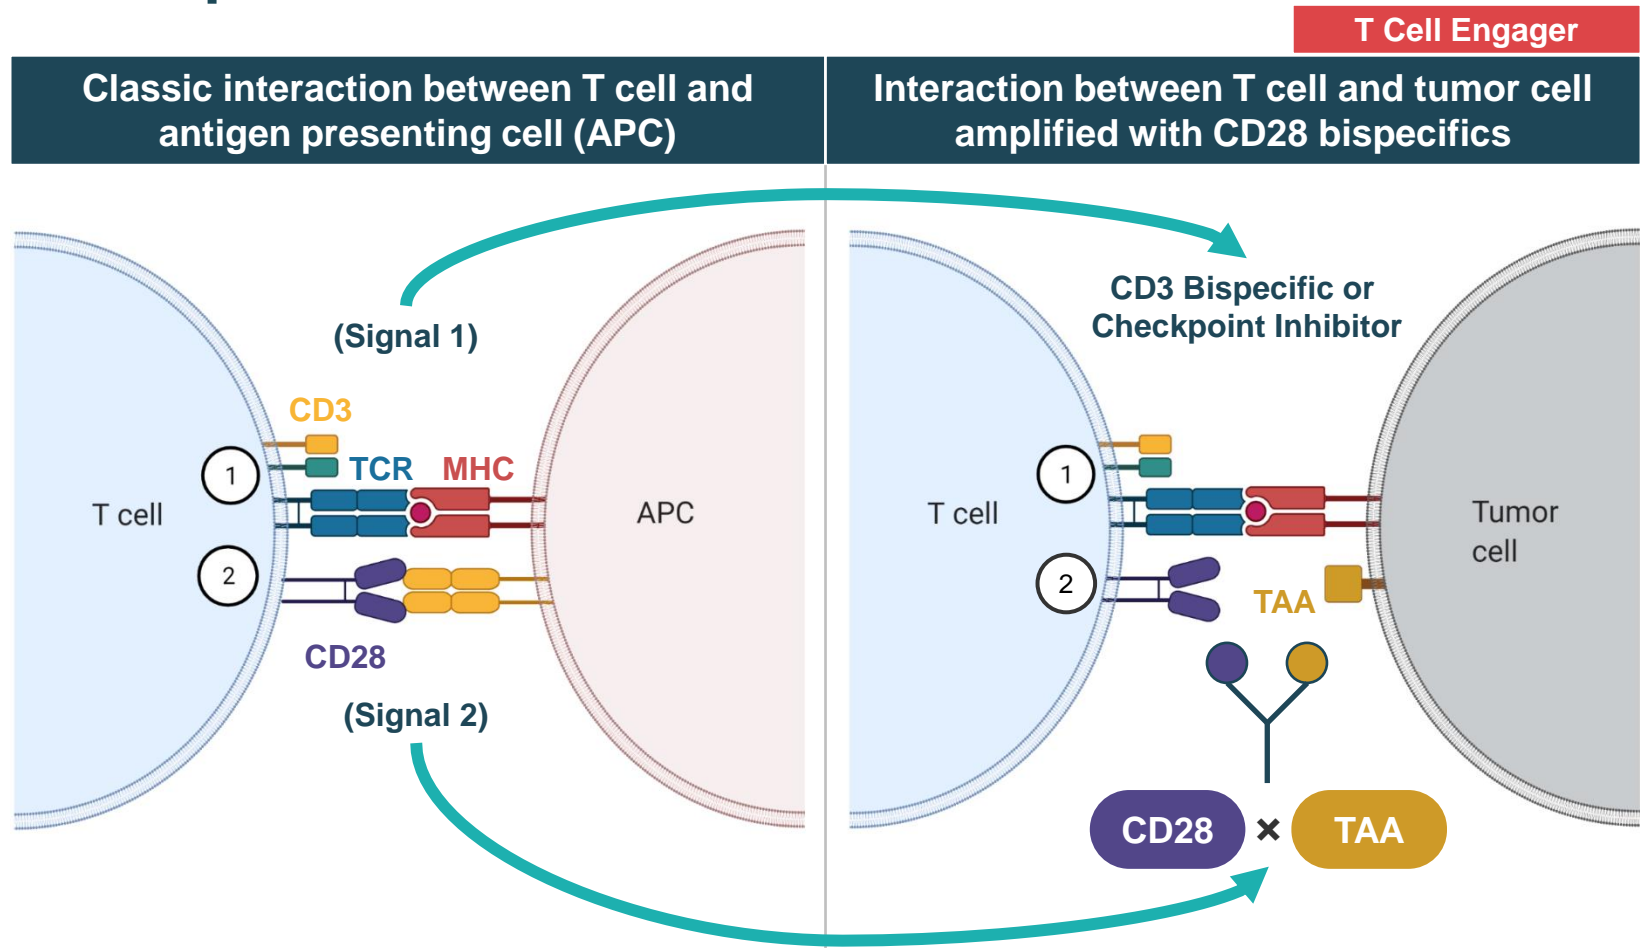 T Cell Engager
Classic interaction between T cell and
antigen presenting cell (APC)
Interaction between T cell and tumor cell
amplified with CD28 bispecifics
(Signal 1)
CD3
1
TCR
MHC
T cell
APC
2
CD28
(Signal 2)
CD3 Bispecific or
Checkpoint Inhibitor
1
T cell
Tumor
cell
2
TAA
CD28 × TAA